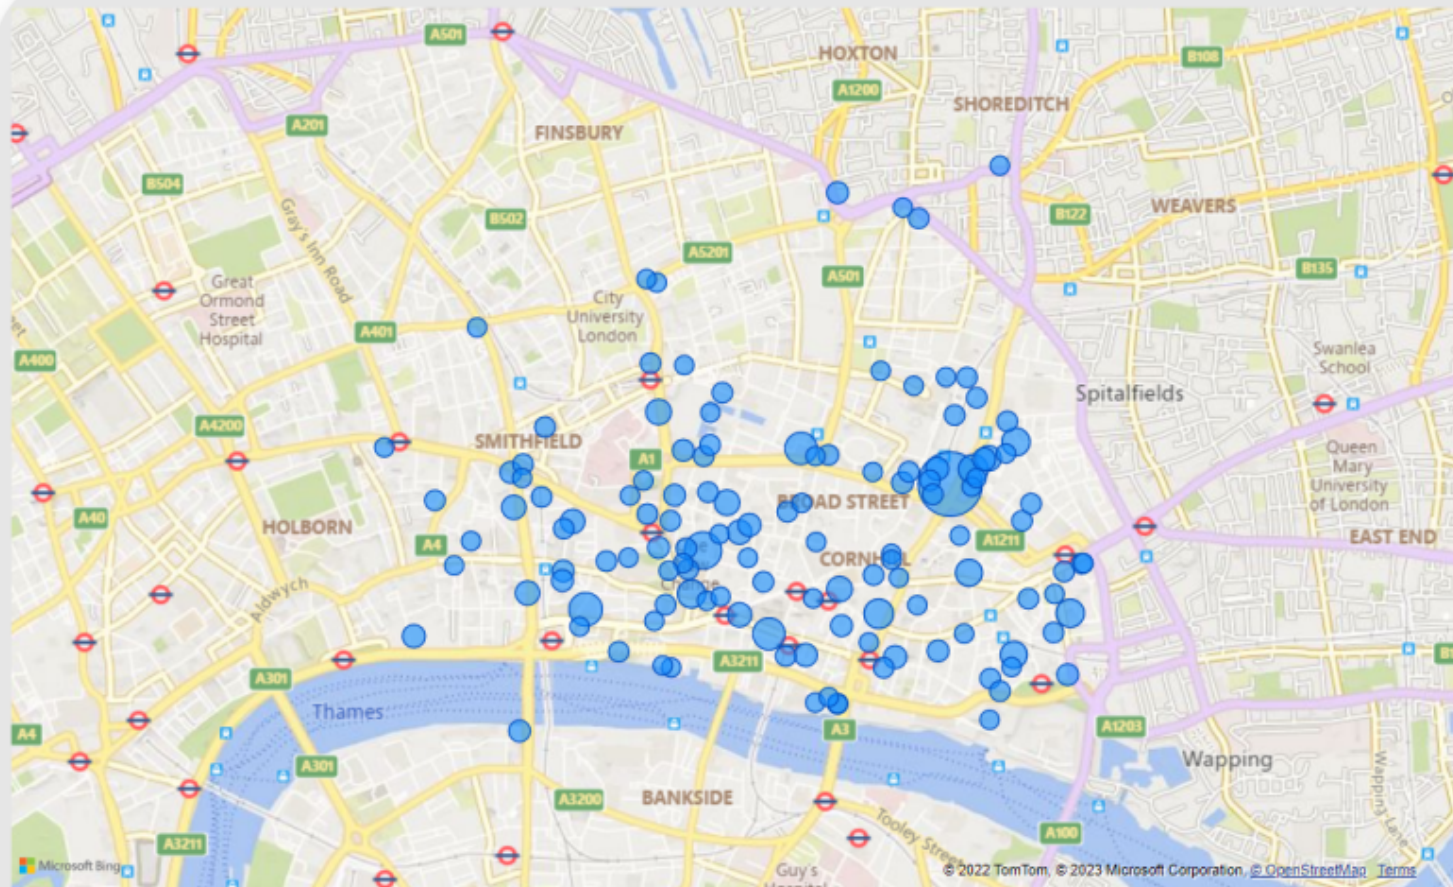 A501
HOXTON
B108
A1200
SHOREDITCH
A201
FINSBURY
B504
B502
Gray's Inn Road
B122
WEAVERS
A5201
A501
B135
Great
Ormond
Street
Hospital
City
University
London
A401
A400
Swanlea
School
Spitalfields
A4200
SMITHFIELD
A1
Queen
Mary
University
of London
BROAD STREET
A40
HOLBORN
A4
A1211
EAST END
CORNHILL
Aldwych
A3211
A301
Thames
A3
A4
A1203
Wapping
A301
A3200
BANKSIDE
Wapping Lane
Tooley Street
A3211
A100
Guy's
Microsoft Bing
© 2022 TomTom, © 2023 Microsoft Corporation, © OpenStreetMap Terms